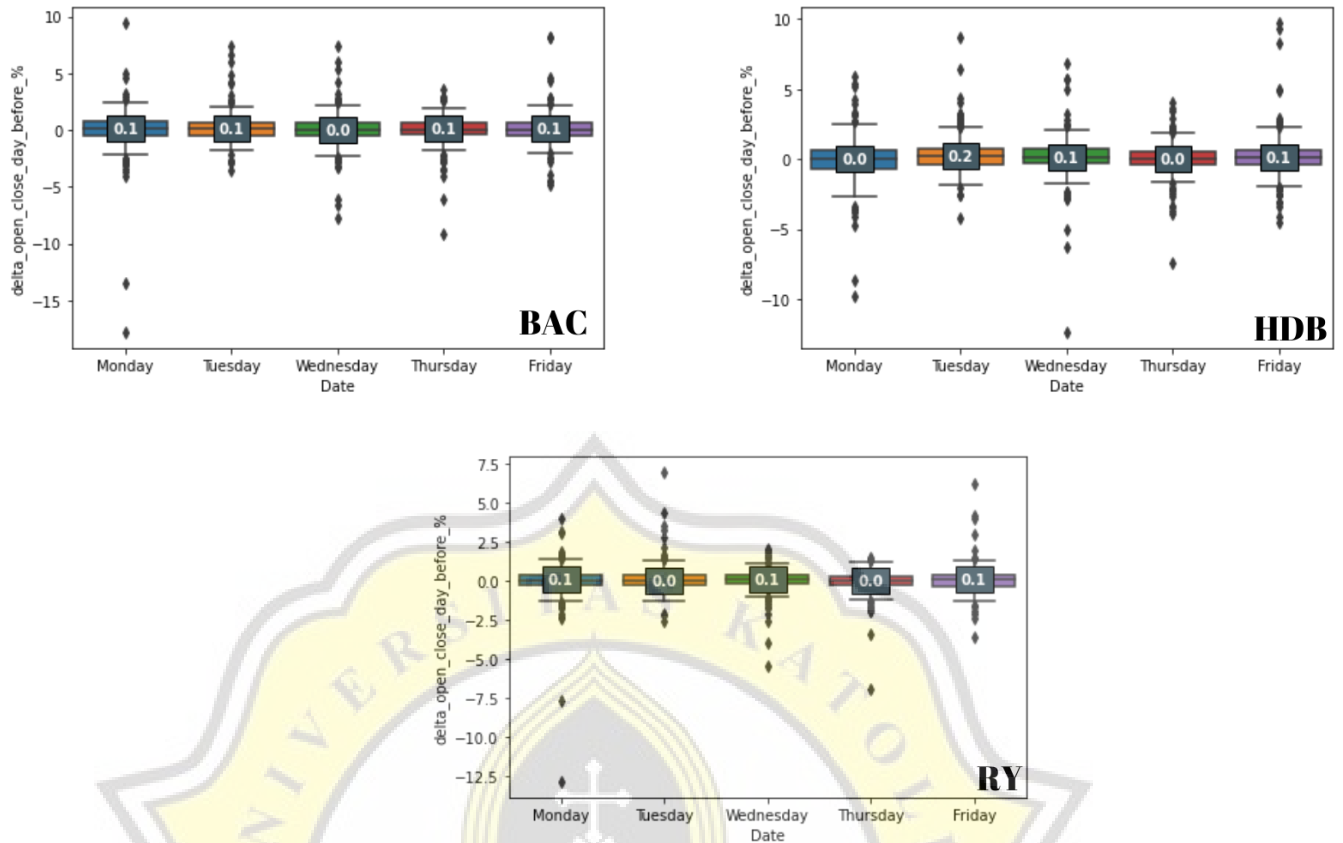 delta_open_close_day_before_%
10
5
0
−5
−10
−15
0.1 0.1 0.0 0.1 0.1
BAC
Monday Tuesday Wednesday Thursday Friday
Date
delta_open_close_day_before_%
10
5
0
−5
−10
0.0 0.2 0.1 0.0 0.1
HDB
Monday Tuesday Wednesday Thursday Friday
Date
delta_open_close_day_before_%
7.5
5.0
2.5
0.0
−2.5
−5.0
−7.5
−10.0
−12.5
0.1 0.0 0.1 0.0 0.1
RY
Monday Tuesday Wednesday Thursday Friday
Date
UNIVERSITAS KATOL